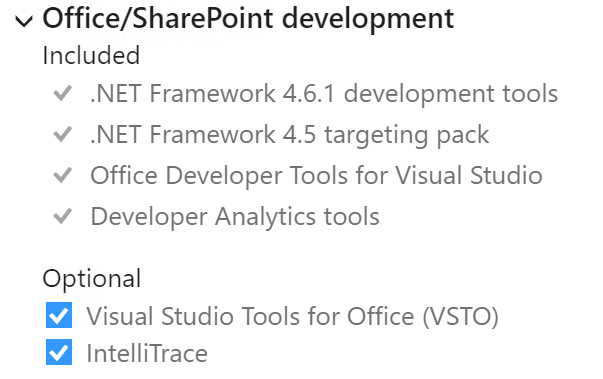 Office/SharePoint development
Included
.NET Framework 4.6.1 development tools
.NET Framework 4.5 targeting pack
Office Developer Tools for Visual Studio
Developer Analytics tools
Optional
Visual Studio Tools for Office (VSTO)
IntelliTrace